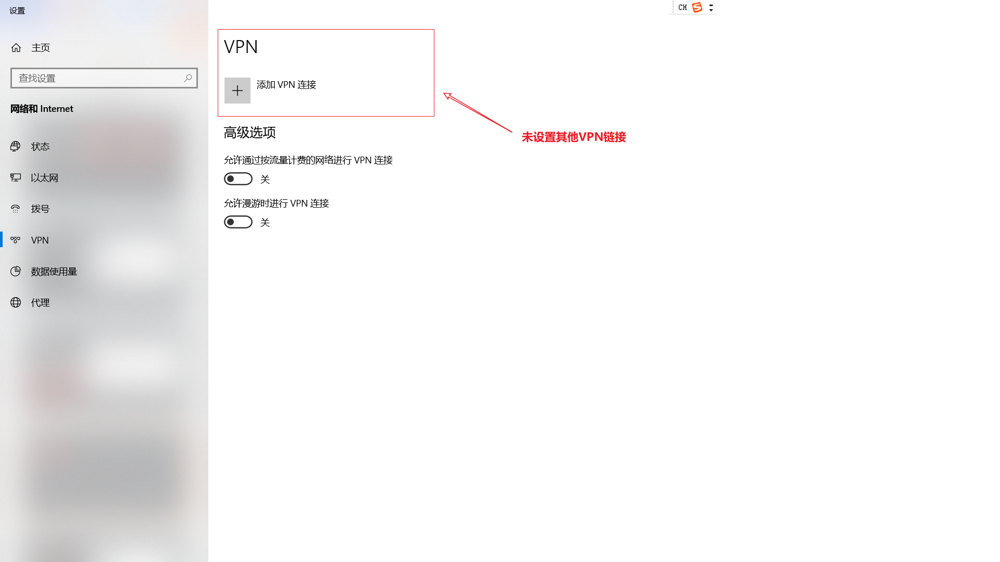 设置
主页
查找设置
网络和 Internet
状态
以太网
拨号
VPN
数据使用量
代理
CH
VPN
添加 VPN 连接
高级选项
允许通过按流量计费的网络进行 VPN 连接
关
允许漫游时进行 VPN 连接
关
未设置其他VPN链接